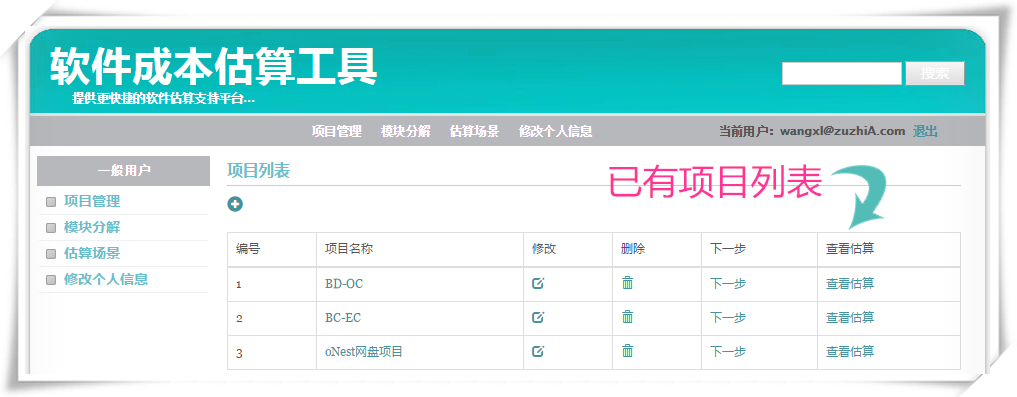 软件成本估算工具
提供更快捷的软件估算支持平台...
搜索
项目管理 模块分解 估算场景 修改个人信息 当前用户：wangxl@zuzhiA.com 退出
一般用户
项目管理
模块分解
估算场景
修改个人信息
项目列表
已有项目列表
编号 项目名称 修改 删除 下一步 查看估算
1 BD-OC 下一步 查看估算
2 BC-EC 下一步 查看估算
3 oNest网盘项目 下一步 查看估算